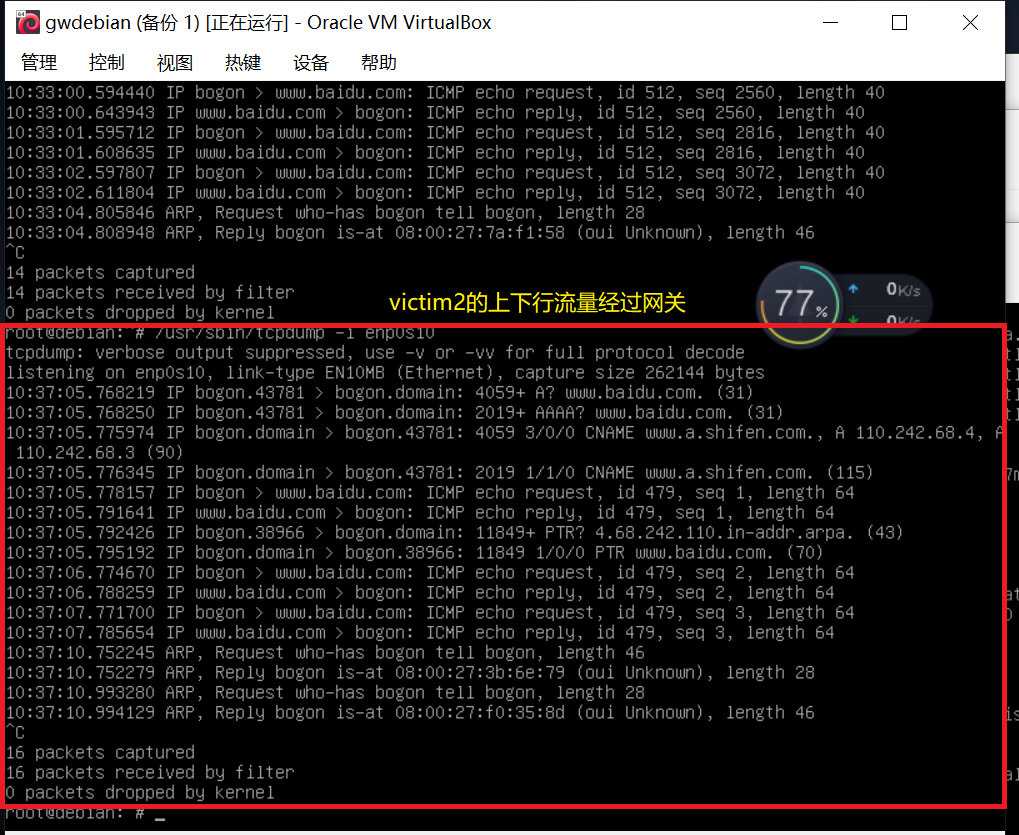 gwdebian (备份 1) [正在运行] - Oracle VM VirtualBox
管理 控制 视图 热键 设备 帮助
10:33:00.594440 IP bogon > www.baidu.com: ICMP echo request, id 512, seq 2560, length 40
10:33:00.643943 IP www.baidu.com > bogon: ICMP echo reply, id 512, seq 2560, length 40
10:33:01.595712 IP bogon > www.baidu.com: ICMP echo request, id 512, seq 2816, length 40
10:33:01.608635 IP www.baidu.com > bogon: ICMP echo reply, id 512, seq 2816, length 40
10:33:02.597807 IP bogon > www.baidu.com: ICMP echo request, id 512, seq 3072, length 40
10:33:02.611804 IP www.baidu.com > bogon: ICMP echo reply, id 512, seq 3072, length 40
10:33:04.805846 ARP, Request who-has bogon tell bogon, length 28
10:33:04.808948 ARP, Reply bogon is-at 08:00:27:7a:f1:58 (oui Unknown), length 46
^C
14 packets captured
14 packets received by filter
0 packets dropped by kernel
victim2的上下行流量经过网关
77%
0K/s
0K/s
root@debian:~# /usr/sbin/tcpdump -i enp0s10
tcpdump: verbose output suppressed, use -v or -vv for full protocol decode
listening on enp0s10, link-type EN10MB (Ethernet), capture size 262144 bytes
10:37:05.768219 IP bogon.43781 > bogon.domain: 4059+ A? www.baidu.com. (31)
10:37:05.768250 IP bogon.43781 > bogon.domain: 2019+ AAAA? www.baidu.com. (31)
10:37:05.775974 IP bogon.domain > bogon.43781: 4059 3/0/0 CNAME www.a.shifen.com., A 110.242.68.4, A
110.242.68.3 (90)
10:37:05.776345 IP bogon.domain > bogon.43781: 2019 1/1/0 CNAME www.a.shifen.com. (115)
10:37:05.778157 IP bogon > www.baidu.com: ICMP echo request, id 479, seq 1, length 64
10:37:05.791641 IP www.baidu.com > bogon: ICMP echo reply, id 479, seq 1, length 64
10:37:05.792426 IP bogon.38966 > bogon.domain: 11849+ PTR? 4.68.242.110.in-addr.arpa. (43)
10:37:05.795192 IP bogon.domain > bogon.38966: 11849 1/0/0 PTR www.baidu.com. (70)
10:37:06.774670 IP bogon > www.baidu.com: ICMP echo request, id 479, seq 2, length 64
10:37:06.788259 IP www.baidu.com > bogon: ICMP echo reply, id 479, seq 2, length 64
10:37:07.771700 IP bogon > www.baidu.com: ICMP echo request, id 479, seq 3, length 64
10:37:07.785654 IP www.baidu.com > bogon: ICMP echo reply, id 479, seq 3, length 64
10:37:10.752245 ARP, Request who-has bogon tell bogon, length 46
10:37:10.752279 ARP, Reply bogon is-at 08:00:27:3b:6e:79 (oui Unknown), length 28
10:37:10.993280 ARP, Request who-has bogon tell bogon, length 28
10:37:10.994129 ARP, Reply bogon is-at 08:00:27:f0:35:8d (oui Unknown), length 46
^C
16 packets captured
16 packets received by filter
0 packets dropped by kernel
root@debian:~# _